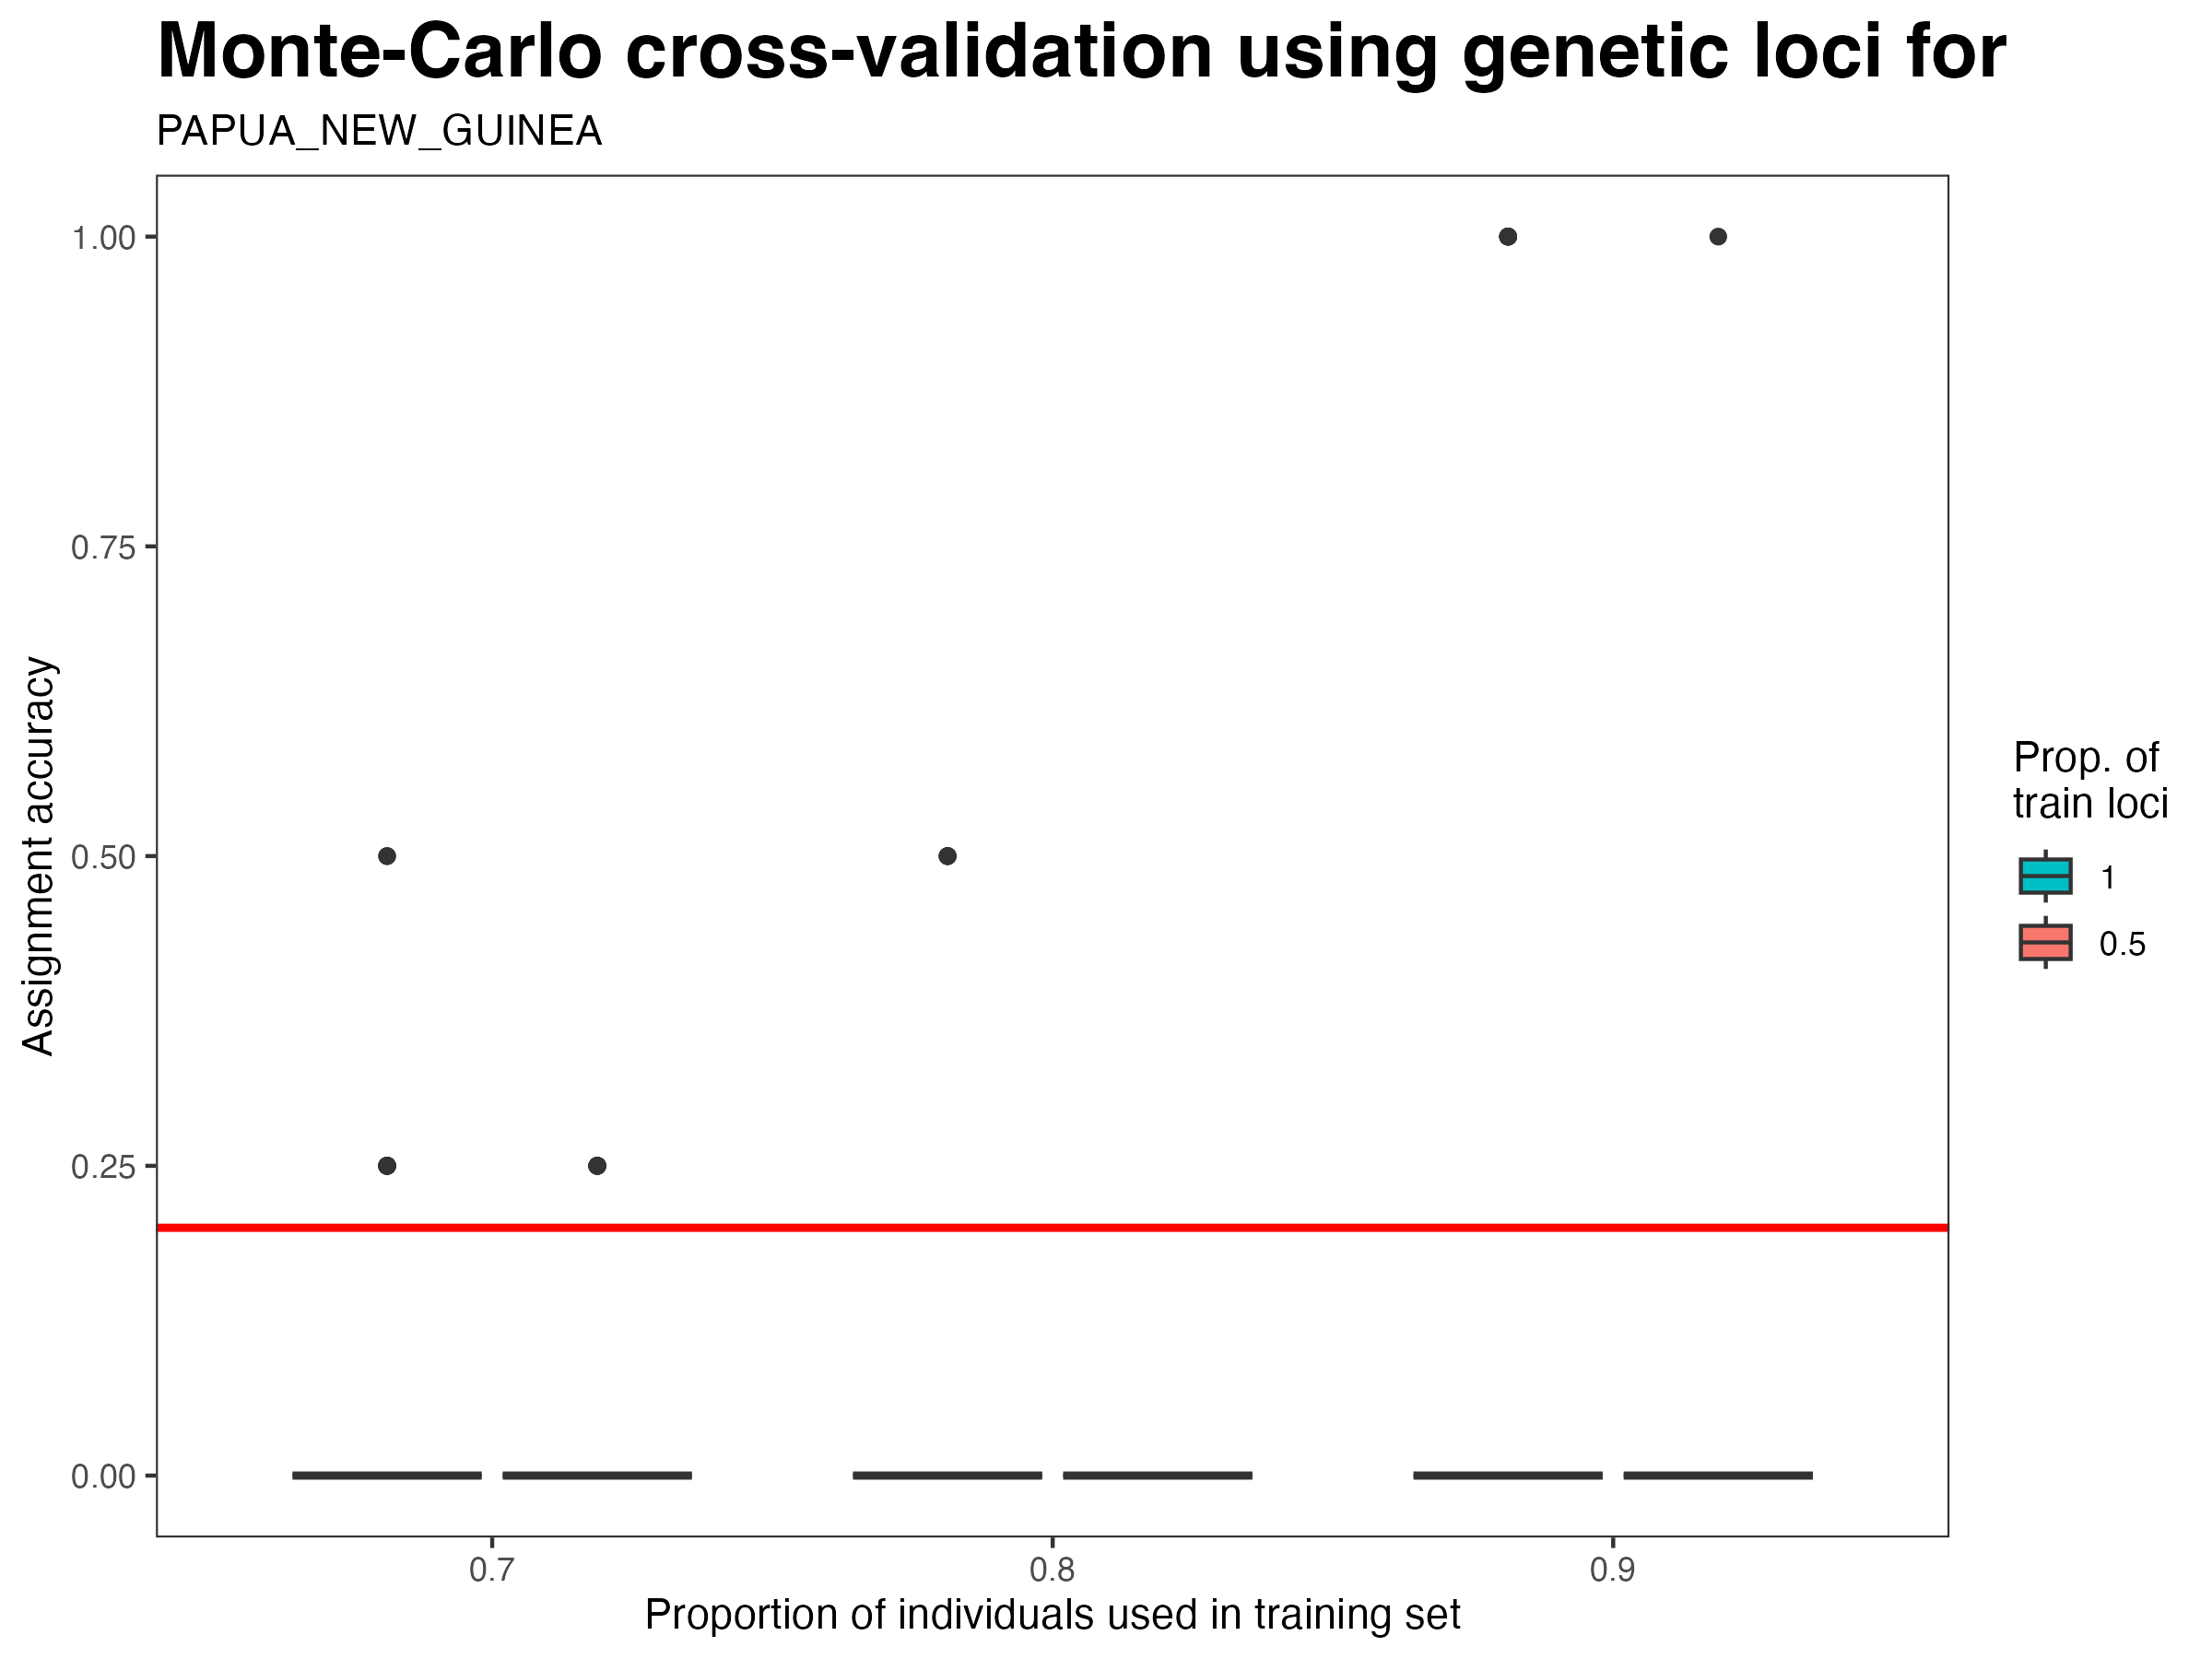 Monte-Carlo cross-validation using genetic loci for
PAPUA_NEW_GUINEA
1.00
0.75
0.50
0.25
0.00
Assignment accuracy
0.7
0.8
0.9
Proportion of individuals used in training set
Prop. of
train loci
1
0.5